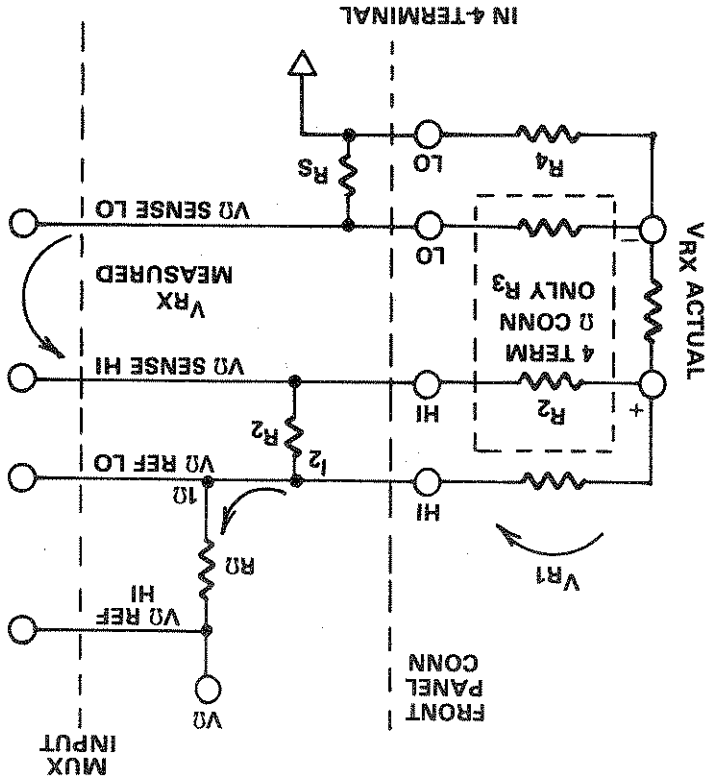 MUX
INPUT
FRONT
PANEL
CONN
VΩ
VΩ REF
HI
RΩ
VR1
1Ω
VΩ REF LO
HI
I2
R2
VΩ SENSE HI
HI
R2
+
4 TERM
Ω CONN
ONLY R3
VRX
MEASURED
VRX ACTUAL
−
VΩ SENSE LO
LO
RS
LO
R4
IN 4-TERMINAL